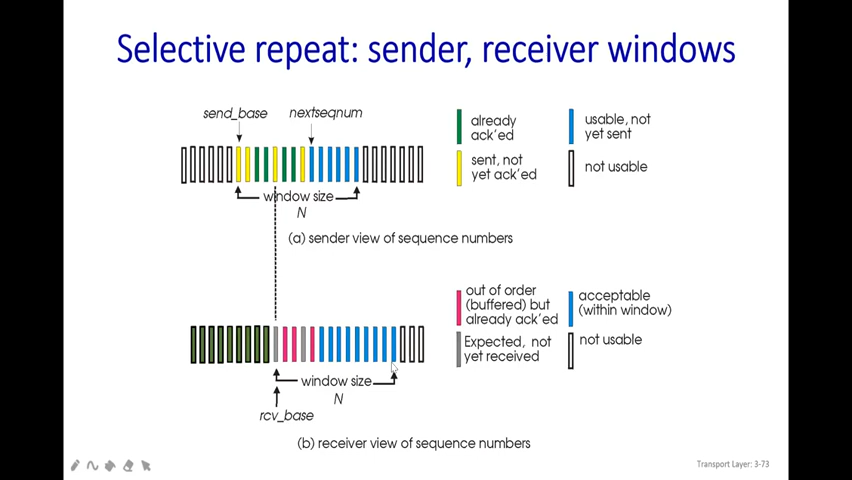 Selective repeat: sender, receiver windows
send_base
nextseqnum
already
ack'ed
usable, not
yet sent
sent, not
yet ack'ed
not usable
window size
N
(a) sender view of sequence numbers
out of order
(buffered) but
already ack'ed
acceptable
(within window)
Expected, not
yet received
not usable
window size
N
rcv_base
(b) receiver view of sequence numbers
Transport Layer: 3-73